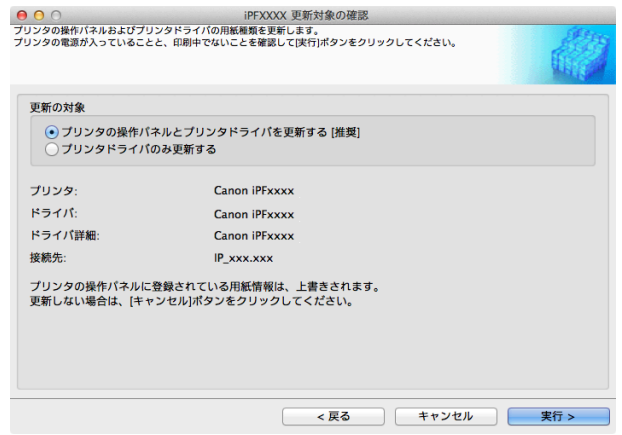 iPFXXXX 更新対象の確認
プリンタの操作パネルおよびプリンタドライバの用紙種類を更新します。
プリンタの電源が入っていることと、印刷中でないことを確認して[実行]ボタンをクリックしてください。
更新の対象
プリンタの操作パネルとプリンタドライバを更新する [推奨]
プリンタドライバのみ更新する
プリンタ: Canon iPFxxxx
ドライバ: Canon iPFxxxx
ドライバ詳細: Canon iPFxxxx
接続先: IP_xxx.xxx
プリンタの操作パネルに登録されている用紙情報は、上書きされます。
更新しない場合は、[キャンセル]ボタンをクリックしてください。
< 戻る キャンセル 実行 >